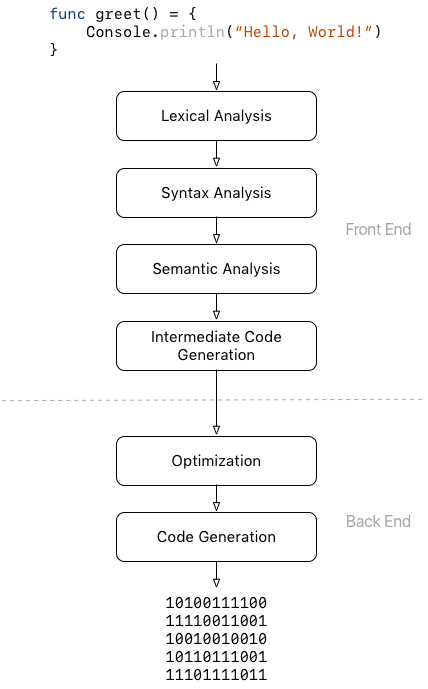 func greet() = {
    Console.println(“Hello, World!”)
}
Lexical Analysis
Syntax Analysis
Front End
Semantic Analysis
Intermediate Code
Generation
Optimization
Back End
Code Generation
10100111100
11110011001
10010010010
10110111001
11101111011